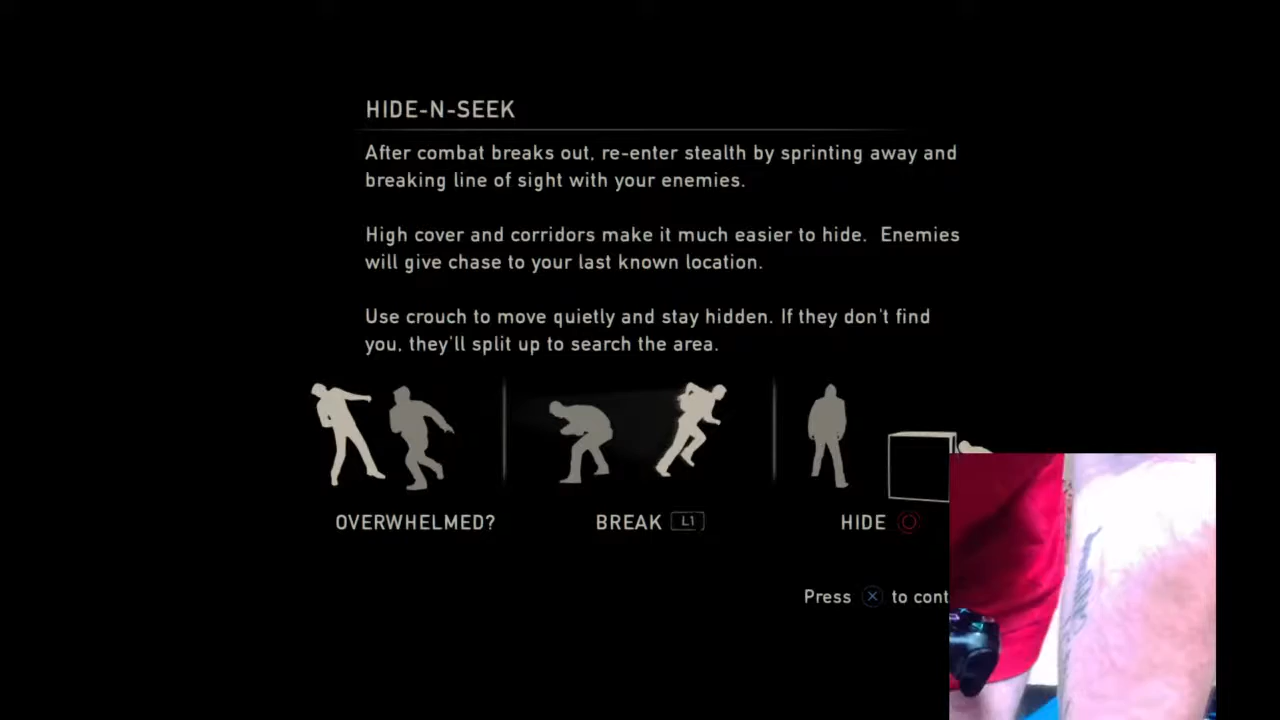 HIDE-N-SEEK
After combat breaks out, re-enter stealth by sprinting away and
breaking line of sight with your enemies.
High cover and corridors make it much easier to hide. Enemies
will give chase to your last known location.
Use crouch to move quietly and stay hidden. If they don't find
you, they'll split up to search the area.
OVERWHELMED?
BREAK L1
HIDE
Press to cont